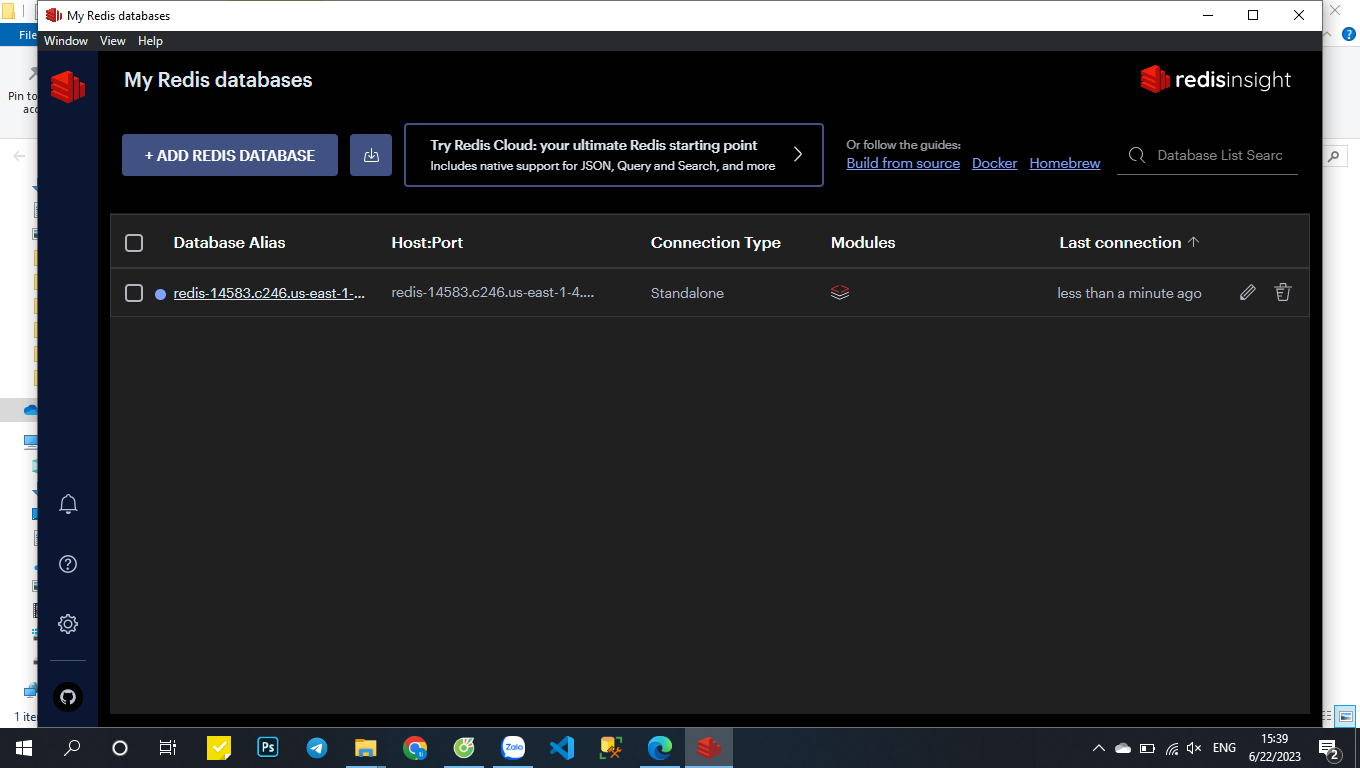 My Redis databases
File
Window View Help
My Redis databases
redisinsight
Pin to
acc
+ ADD REDIS DATABASE
Try Redis Cloud: your ultimate Redis starting point
Includes native support for JSON, Query and Search, and more
Or follow the guides:
Build from source Docker Homebrew
Database List Searc
Database Alias Host:Port Connection Type Modules Last connection
redis-14583.c246.us-east-1-... redis-14583.c246.us-east-1-4.... Standalone less than a minute ago
1 ite
Ps
Zalo
ENG
15:39
6/22/2023
2